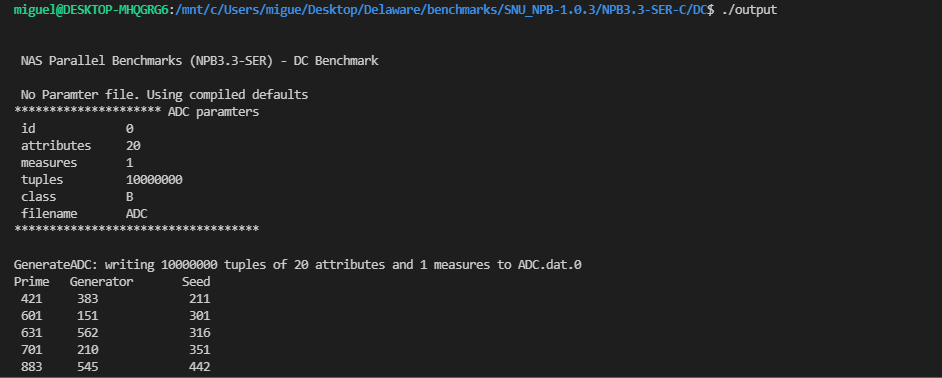 miguel@DESKTOP-MHQGRG6:/mnt/c/Users/migue/Desktop/Delaware/benchmarks/SNU_NPB-1.0.3/NPB3.3-SER-C/DC$ ./output
NAS Parallel Benchmarks (NPB3.3-SER) - DC Benchmark
No Paramter file. Using compiled defaults
********************* ADC paramters
id 0
attributes 20
measures 1
tuples 10000000
class B
filename ADC
***********************************
GenerateADC: writing 10000000 tuples of 20 attributes and 1 measures to ADC.dat.0
Prime Generator Seed
421 383 211
601 151 301
631 562 316
701 210 351
883 545 442